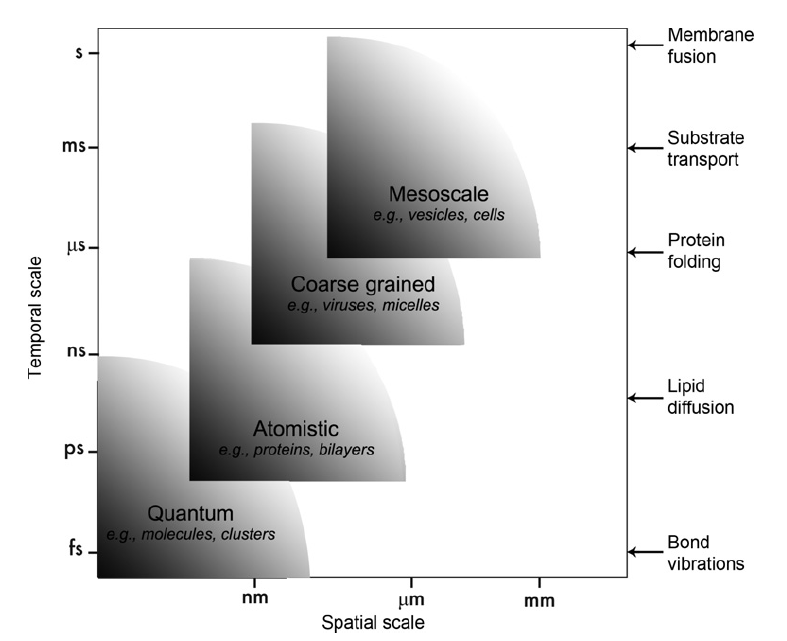 Membrane
fusion
s
Substrate
transport
ms
Mesoscale
e.g., vesicles, cells
Protein
folding
μs
Coarse grained
e.g., viruses, micelles
Temporal scale
ns
Lipid
diffusion
Atomistic
e.g., proteins, bilayers
ps
Quantum
e.g., molecules, clusters
Bond
vibrations
fs
nm
μm
mm
Spatial scale